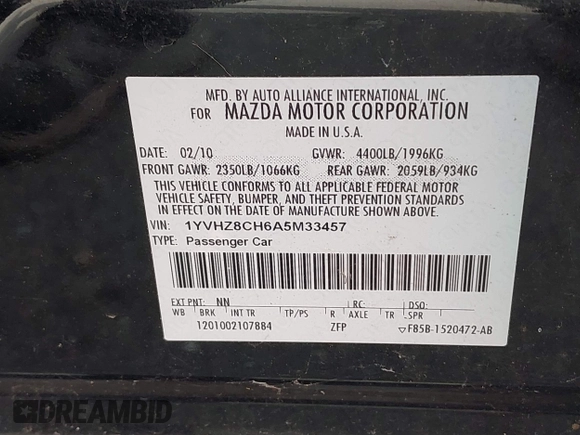 MFD. BY AUTO ALLIANCE INTERNATIONAL, INC.
FOR MAZDA MOTOR CORPORATION
MADE IN U.S.A.
DATE: 02/10 GVWR: 4400LB/1996KG
FRONT GAWR: 2350LB/1066KG REAR GAWR: 2059LB/934KG
THIS VEHICLE CONFORMS TO ALL APPLICABLE FEDERAL MOTOR
VEHICLE SAFETY, BUMPER, AND THEFT PREVENTION STANDARDS
IN EFFECT ON THE DATE OF MANUFACTURE SHOWN ABOVE.
VIN: 1YVHZ8CH6A5M33457
TYPE: Passenger Car
EXT PNT: NN RC: DSO:
WB BRK INT TR TP/PS R AXLE TR SPR
1201002107884 ZFP F85B-1520472-AB
DREAMBID